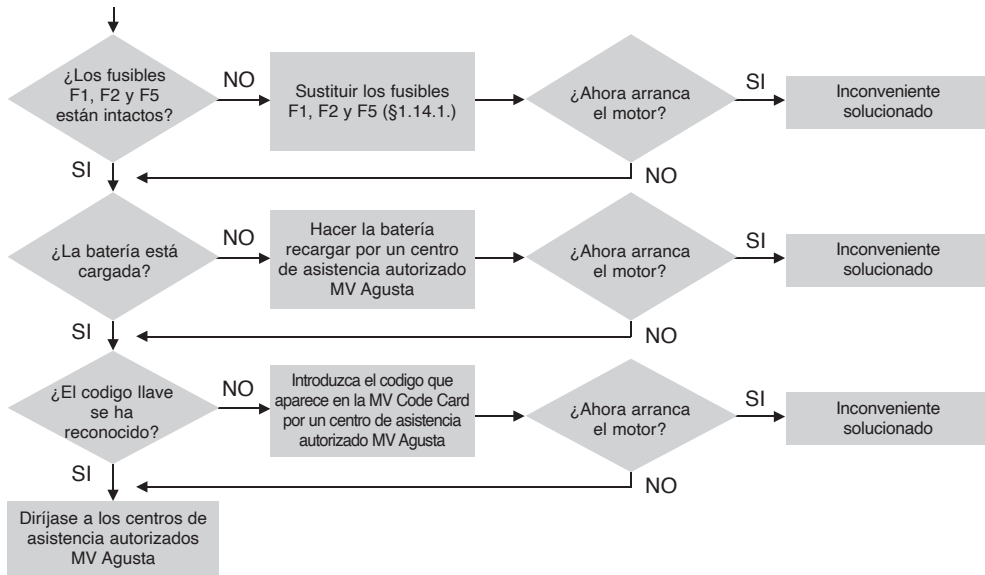 ¿Los fusibles
F1, F2 y F5
están intactos?
NO
Sustituir los fusibles
F1, F2 y F5 (§1.14.1.)
¿Ahora arranca
el motor?
SI
Inconveniente
solucionado
SI
NO
¿La batería está
cargada?
NO
Hacer la batería
recargar por un centro
de asistencia autorizado
MV Agusta
¿Ahora arranca
el motor?
SI
Inconveniente
solucionado
SI
NO
¿El codigo llave
se ha
reconocido?
NO
Introduzca el codigo que
aparece en la MV Code Card
por un centro de asistencia
autorizado MV Agusta
¿Ahora arranca
el motor?
SI
Inconveniente
solucionado
SI
NO
Diríjase a los centros de
asistencia autorizados
MV Agusta